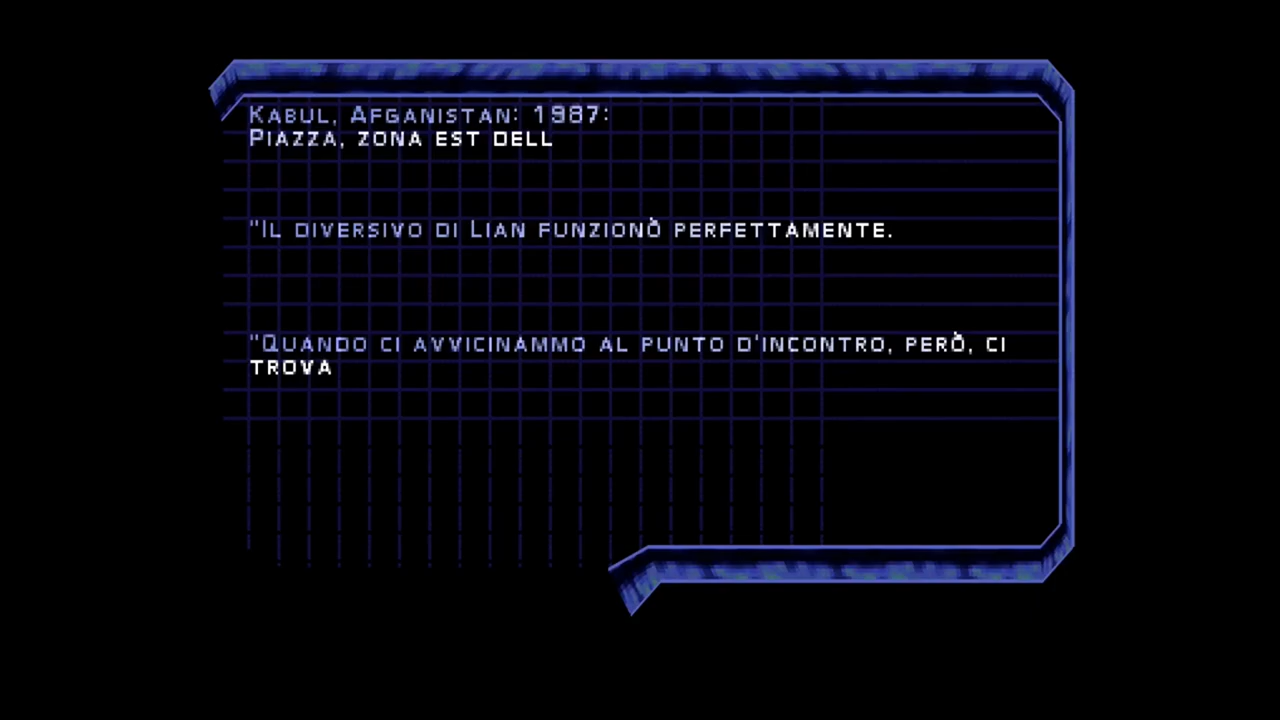 Kabul, Afganistan: 1987:
Piazza, zona est dell
"Il diversivo di Lian funzionò perfettamente.
"Quando ci avvicinammo al punto d'incontro, però, ci
trova